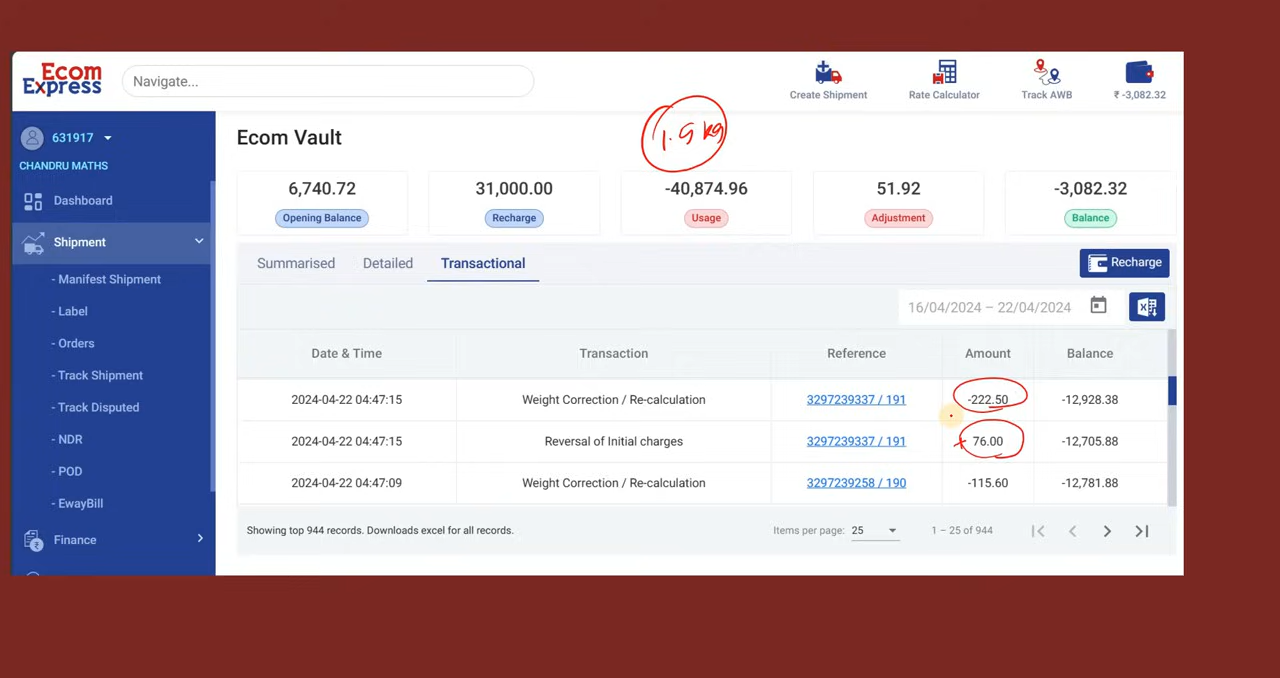 Ecom
Express
Navigate...
Create Shipment
Rate Calculator
Track AWB
₹ -3,082.32
631917
CHANDRU MATHS
Dashboard
Shipment
- Manifest Shipment
- Label
- Orders
- Track Shipment
- Track Disputed
- NDR
- POD
- EwayBill
Finance
Ecom Vault
1.9 kg
6,740.72
Opening Balance
31,000.00
Recharge
-40,874.96
Usage
51.92
Adjustment
-3,082.32
Balance
Summarised Detailed Transactional
Recharge
16/04/2024 – 22/04/2024
Date & Time Transaction Reference Amount Balance
2024-04-22 04:47:15 Weight Correction / Re-calculation 3297239337 / 191 -222.50 -12,928.38
2024-04-22 04:47:15 Reversal of Initial charges 3297239337 / 191 + 76.00 -12,705.88
2024-04-22 04:47:09 Weight Correction / Re-calculation 3297239258 / 190 -115.60 -12,781.88
Showing top 944 records. Downloads excel for all records. Items per page: 25 1 – 25 of 944